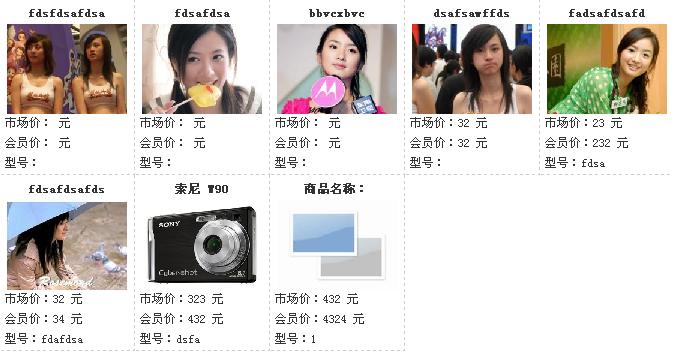 fdsfdsafdsa
fdsafdsa
bbvcxbvc
dsafsawffds
fadsafdsafd
市场价： 元
市场价： 元
市场价： 元
市场价：32 元
市场价：23 元
会员价： 元
会员价： 元
会员价： 元
会员价：32 元
会员价：232 元
型号：
型号：
型号：
型号：
型号：fdsa
fdsafdsafds
索尼 W90
商品名称：
Rosemond
SONY
Cyber-shot
市场价：32 元
市场价：323 元
市场价：432 元
会员价：34 元
会员价：432 元
会员价：4324 元
型号：fdafdsa
型号：dsfa
型号：1